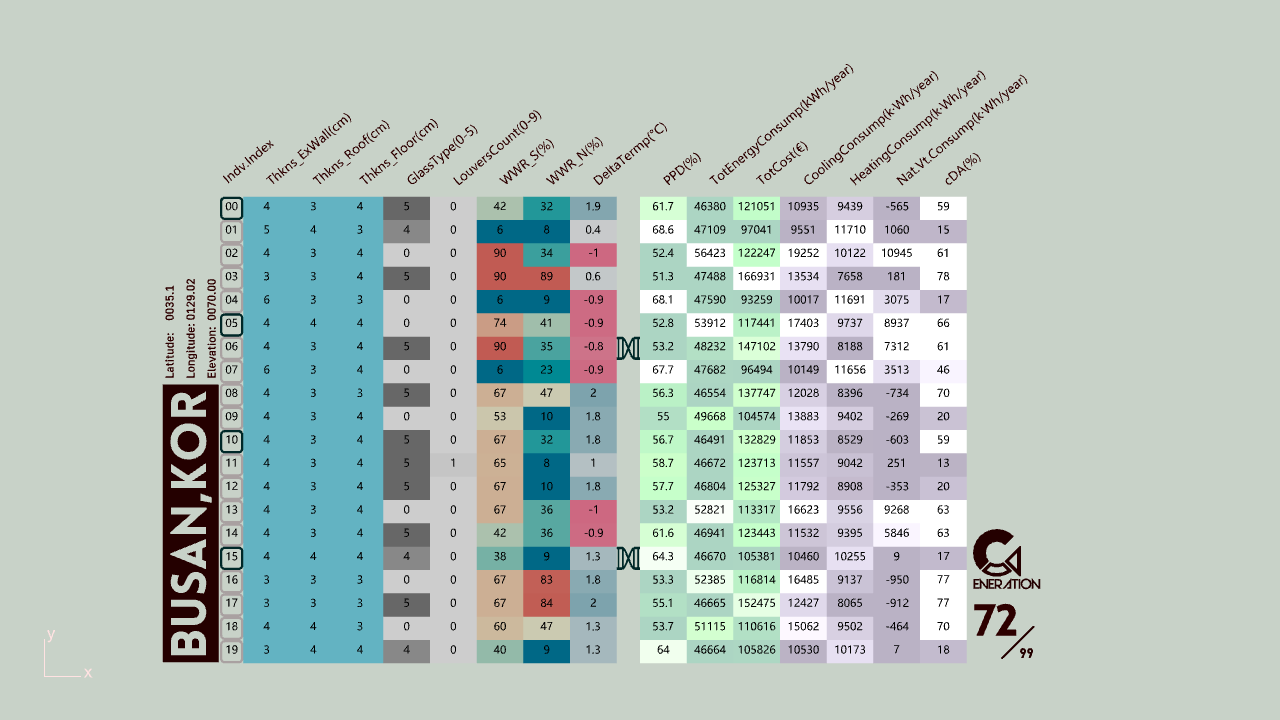 Indv.Index Thkns_ExWall(cm) Thkns_Roof(cm) Thkns_Floor(cm) GlassType(0-5) LouversCount(0-9) WWR_S(%) WWR_N(%) DeltaTermp(°C) PPD(%) TotEnergyConsump(kWh/year) TotCost(€) CoolingConsump(k·Wh/year) HeatingConsump(k·Wh/year) Nat.Vt.Consump(k·Wh/year) cDA(%)
00 4 3 4 5 0 42 32 1.9 61.7 46380 121051 10935 9439 -565 59
01 5 4 3 4 0 6 8 0.4 68.6 47109 97041 9551 11710 1060 15
02 4 3 4 0 0 90 34 -1 52.4 56423 122247 19252 10122 10945 61
03 3 3 4 5 0 90 89 0.6 51.3 47488 166931 13534 7658 181 78
04 6 3 3 0 0 6 9 -0.9 68.1 47590 93259 10017 11691 3075 17
05 4 4 4 0 0 74 41 -0.9 52.8 53912 117441 17403 9737 8937 66
06 4 3 4 5 0 90 35 -0.8 53.2 48232 147102 13790 8188 7312 61
07 6 3 4 0 0 6 23 -0.9 67.7 47682 96494 10149 11656 3513 46
08 4 3 4 5 0 67 47 2 56.3 46554 137747 12028 8396 -734 70
09 4 3 4 0 0 53 10 1.8 55 49668 104574 13883 9402 -269 20
10 4 3 4 5 0 67 32 1.8 56.7 46491 132829 11853 8529 -603 59
11 4 3 4 5 1 65 8 1 58.7 46672 123713 11557 9042 251 13
12 4 3 4 5 0 67 10 1.8 57.7 46804 125327 11792 8908 -353 20
13 4 3 4 0 0 67 36 -1 53.2 52821 113317 16623 9556 9268 63
14 4 3 4 5 0 42 36 -0.9 61.6 46941 123443 11532 9395 5846 63
15 4 4 4 4 0 38 9 1.3 64.3 46670 105381 10460 10255 9 17
16 3 3 3 0 0 67 83 1.8 53.3 52385 116814 16485 9137 -950 77
17 3 3 3 5 0 67 84 2 55.1 46665 152475 12427 8065 -912 77
18 4 4 3 0 0 60 47 1.3 53.7 51115 110616 15062 9502 -464 70
19 3 4 4 4 0 40 9 1.3 64 46664 105826 10530 10173 7 18
BUSAN,KOR
Latitude: 0035.1
Longitude: 0129.02
Elevation: 0070.00
ENERATION
72/99
y
x